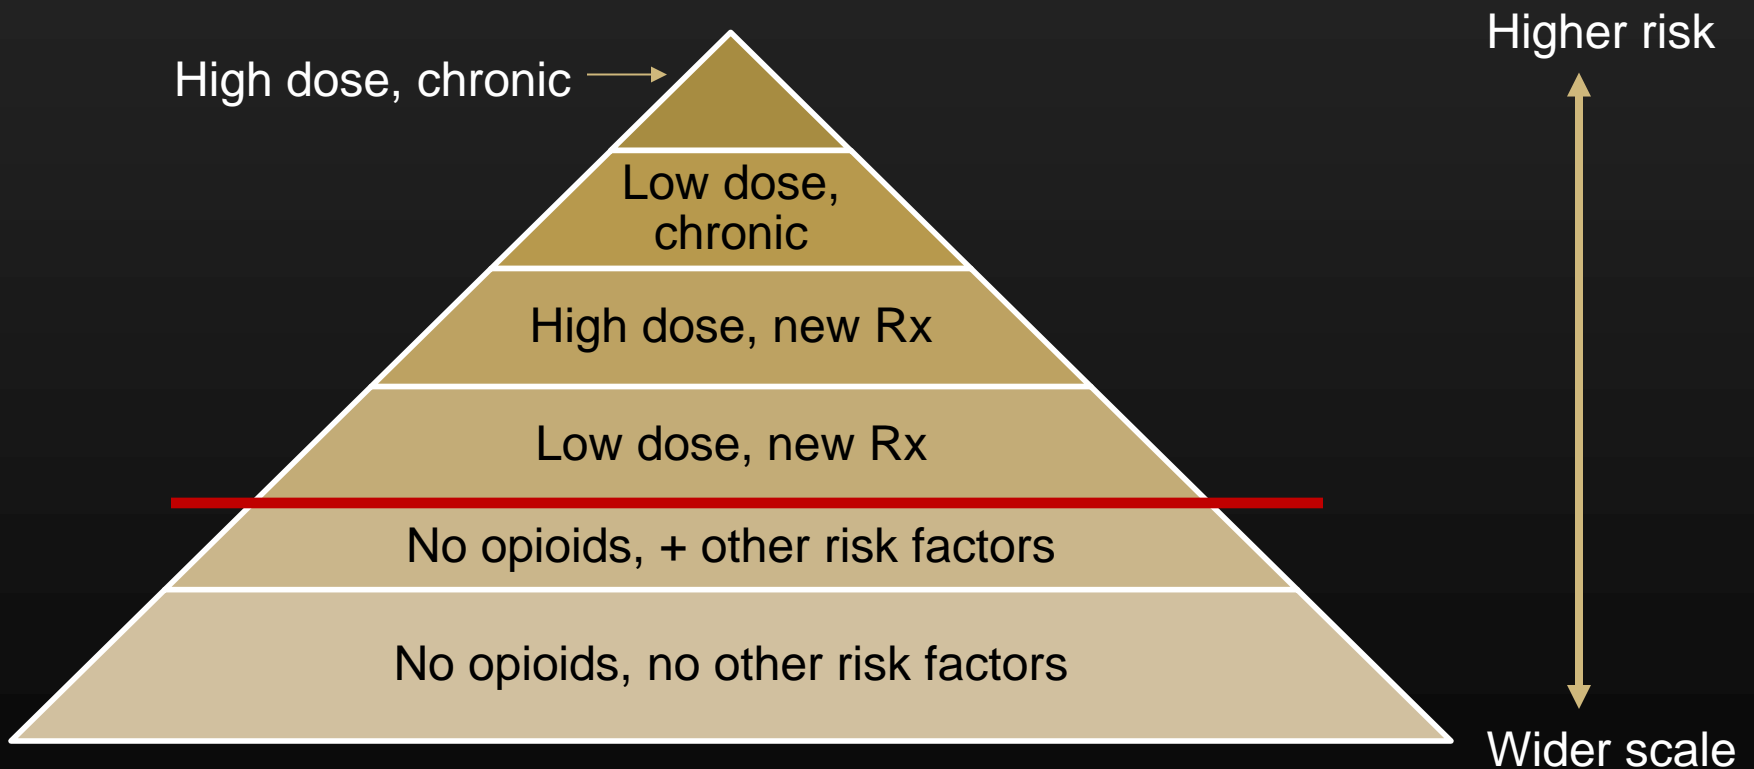 Higher risk
High dose, chronic
Low dose,
chronic
High dose, new Rx
Low dose, new Rx
No opioids, + other risk factors
No opioids, no other risk factors
Wider scale